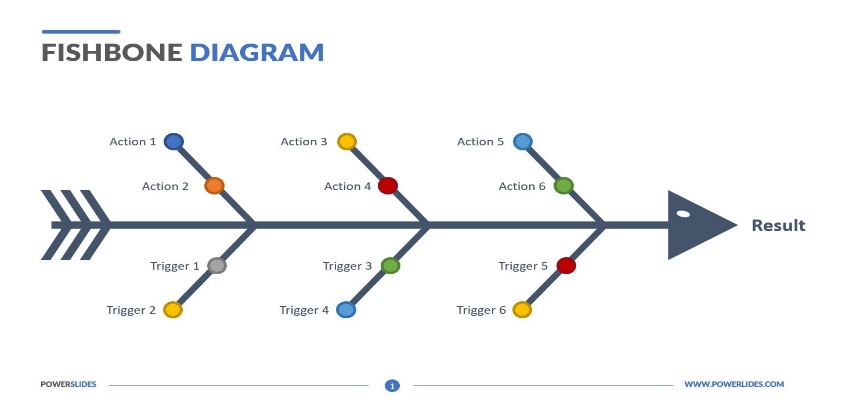 FISHBONE DIAGRAM
Action 1
Action 3
Action 5
Action 2
Action 4
Action 6
Result
Trigger 1
Trigger 3
Trigger 5
Trigger 2
Trigger 4
Trigger 6
POWERSLIDES
1
WWW.POWERLIDES.COM